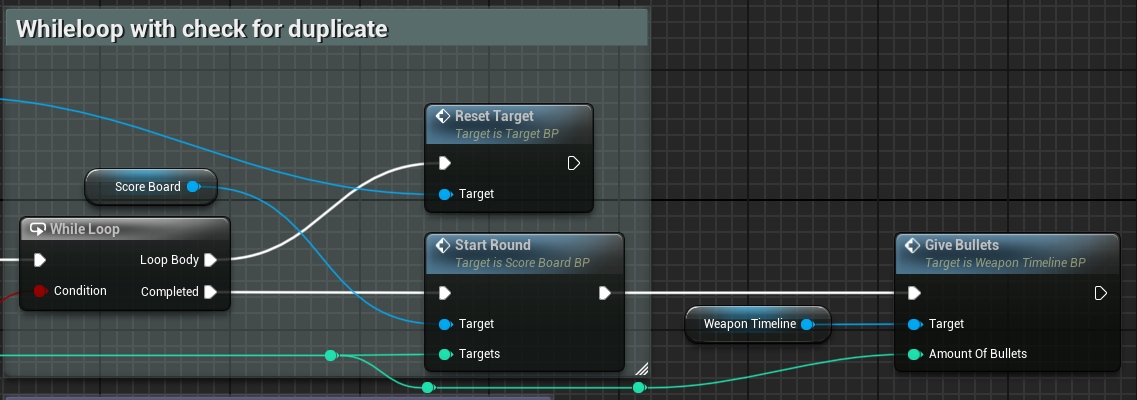 Whileloop with check for duplicate
Reset Target
Target is Target BP
Target
Score Board
While Loop
Loop Body
Condition
Completed
Start Round
Target is Score Board BP
Target
Targets
Weapon Timeline
Give Bullets
Target is Weapon Timeline BP
Target
Amount Of Bullets